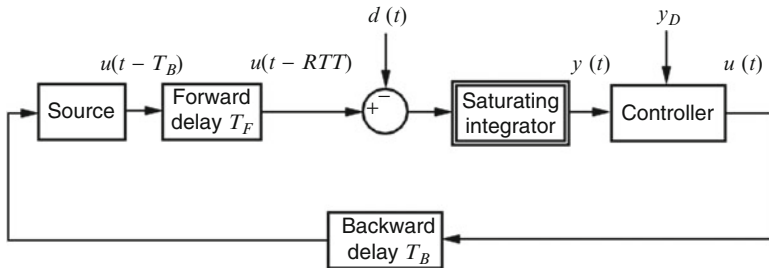 d (t)
y_D
u(t − T_B)
u(t − RTT)
y (t)
u (t)
Source
Forward
delay T_F
+
−
Saturating
integrator
Controller
Backward
delay T_B